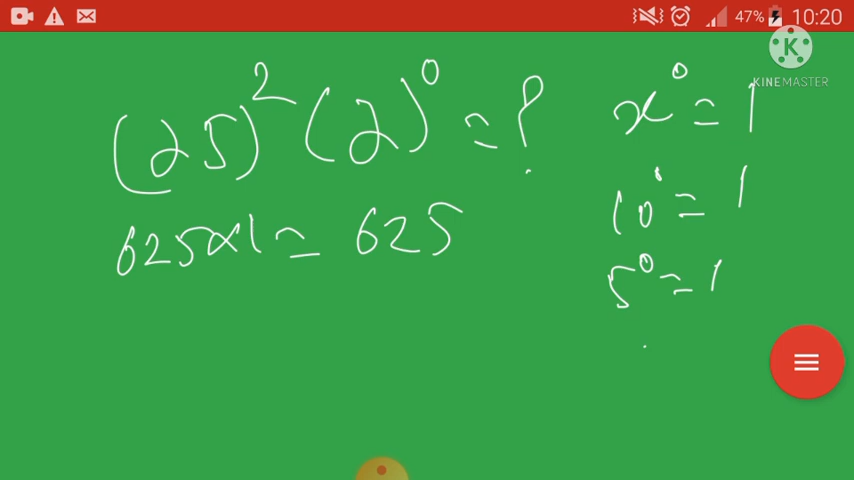 47% 10:20
KINEMASTER
(25)² (2)⁰ = ?
625×1 = 625
x⁰ = 1
10⁰ = 1
5⁰ = 1